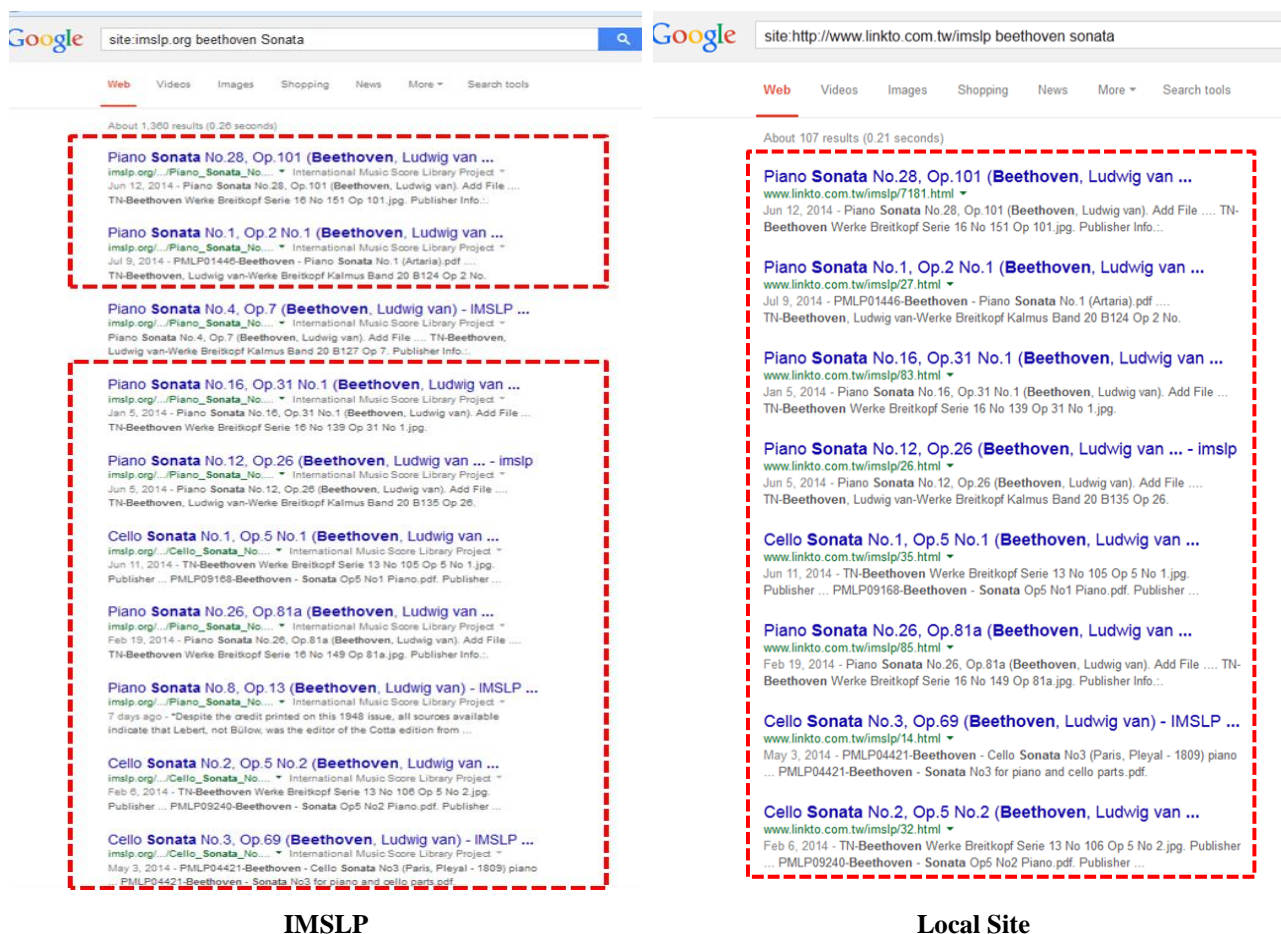 Google
site:imslp.org beethoven Sonata
Web Videos Images Shopping News More Search tools
About 1,360 results (0.26 seconds)
Piano Sonata No.28, Op.101 (Beethoven, Ludwig van ...
imslp.org/.../Piano_Sonata_No.... International Music Score Library Project
Jun 12, 2014 - Piano Sonata No.28, Op.101 (Beethoven, Ludwig van). Add File ....
TN-Beethoven Werke Breitkopf Serie 16 No 151 Op 101.jpg. Publisher Info.:.
Piano Sonata No.1, Op.2 No.1 (Beethoven, Ludwig van ...
imslp.org/.../Piano_Sonata_No.... International Music Score Library Project
Jul 9, 2014 - PMLP01446-Beethoven - Piano Sonata No.1 (Artaria).pdf ....
TN-Beethoven, Ludwig van-Werke Breitkopf Kalmus Band 20 B124 Op 2 No.
Piano Sonata No.4, Op.7 (Beethoven, Ludwig van) - IMSLP ...
imslp.org/.../Piano_Sonata_No.... International Music Score Library Project
Piano Sonata No.4, Op.7 (Beethoven, Ludwig van). Add File .... TN-Beethoven,
Ludwig van-Werke Breitkopf Kalmus Band 20 B127 Op 7. Publisher Info.:.
Piano Sonata No.16, Op.31 No.1 (Beethoven, Ludwig van ...
imslp.org/.../Piano_Sonata_No.... International Music Score Library Project
Jan 5, 2014 - Piano Sonata No.16, Op.31 No.1 (Beethoven, Ludwig van). Add File ...
TN-Beethoven Werke Breitkopf Serie 16 No 139 Op 31 No 1.jpg.
Piano Sonata No.12, Op.26 (Beethoven, Ludwig van ... - imslp
imslp.org/.../Piano_Sonata_No.... International Music Score Library Project
Jun 5, 2014 - Piano Sonata No.12, Op.26 (Beethoven, Ludwig van). Add File ....
TN-Beethoven, Ludwig van-Werke Breitkopf Kalmus Band 20 B135 Op 26.
Cello Sonata No.1, Op.5 No.1 (Beethoven, Ludwig van ...
imslp.org/.../Cello_Sonata_No.... International Music Score Library Project
Jun 11, 2014 - TN-Beethoven Werke Breitkopf Serie 13 No 105 Op 5 No 1.jpg.
Publisher ... PMLP09168-Beethoven - Sonata Op5 No1 Piano.pdf. Publisher ...
Piano Sonata No.26, Op.81a (Beethoven, Ludwig van ...
imslp.org/.../Piano_Sonata_No.... International Music Score Library Project
Feb 19, 2014 - Piano Sonata No.26, Op.81a (Beethoven, Ludwig van). Add File ....
TN-Beethoven Werke Breitkopf Serie 16 No 149 Op 81a.jpg. Publisher Info.:.
Piano Sonata No.8, Op.13 (Beethoven, Ludwig van) - IMSLP ...
imslp.org/.../Piano_Sonata_No.... International Music Score Library Project
7 days ago - *Despite the credit printed on this 1948 issue, all sources available
indicate that Lebert, not Bülow, was the editor of the Cotta edition from ...
Cello Sonata No.2, Op.5 No.2 (Beethoven, Ludwig van ...
imslp.org/.../Cello_Sonata_No.... International Music Score Library Project
Feb 6, 2014 - TN-Beethoven Werke Breitkopf Serie 13 No 106 Op 5 No 2.jpg.
Publisher ... PMLP09240-Beethoven - Sonata Op5 No2 Piano.pdf. Publisher ...
Cello Sonata No.3, Op.69 (Beethoven, Ludwig van) - IMSLP ...
imslp.org/.../Cello_Sonata_No.... International Music Score Library Project
May 3, 2014 - PMLP04421-Beethoven - Cello Sonata No3 (Paris, Pleyal - 1809) piano
... PMLP04421-Beethoven - Sonata No3 for piano and cello parts.pdf.
IMSLP
Google
site:http://www.linkto.com.tw/imslp beethoven sonata
Web Videos Images Shopping News More Search tools
About 107 results (0.21 seconds)
Piano Sonata No.28, Op.101 (Beethoven, Ludwig van ...
www.linkto.com.tw/imslp/7181.html
Jun 12, 2014 - Piano Sonata No.28, Op.101 (Beethoven, Ludwig van). Add File .... TN-
Beethoven Werke Breitkopf Serie 16 No 151 Op 101.jpg. Publisher Info.:.
Piano Sonata No.1, Op.2 No.1 (Beethoven, Ludwig van ...
www.linkto.com.tw/imslp/27.html
Jul 9, 2014 - PMLP01446-Beethoven - Piano Sonata No.1 (Artaria).pdf ....
TN-Beethoven, Ludwig van-Werke Breitkopf Kalmus Band 20 B124 Op 2 No.
Piano Sonata No.16, Op.31 No.1 (Beethoven, Ludwig van ...
www.linkto.com.tw/imslp/83.html
Jan 5, 2014 - Piano Sonata No.16, Op.31 No.1 (Beethoven, Ludwig van). Add File ...
TN-Beethoven Werke Breitkopf Serie 16 No 139 Op 31 No 1.jpg.
Piano Sonata No.12, Op.26 (Beethoven, Ludwig van ... - imslp
www.linkto.com.tw/imslp/26.html
Jun 5, 2014 - Piano Sonata No.12, Op.26 (Beethoven, Ludwig van). Add File ....
TN-Beethoven, Ludwig van-Werke Breitkopf Kalmus Band 20 B135 Op 26.
Cello Sonata No.1, Op.5 No.1 (Beethoven, Ludwig van ...
www.linkto.com.tw/imslp/35.html
Jun 11, 2014 - TN-Beethoven Werke Breitkopf Serie 13 No 105 Op 5 No 1.jpg.
Publisher ... PMLP09168-Beethoven - Sonata Op5 No1 Piano.pdf. Publisher ...
Piano Sonata No.26, Op.81a (Beethoven, Ludwig van ...
www.linkto.com.tw/imslp/85.html
Feb 19, 2014 - Piano Sonata No.26, Op.81a (Beethoven, Ludwig van). Add File .... TN-
Beethoven Werke Breitkopf Serie 16 No 149 Op 81a.jpg. Publisher Info.:.
Cello Sonata No.3, Op.69 (Beethoven, Ludwig van) - IMSLP ...
www.linkto.com.tw/imslp/14.html
May 3, 2014 - PMLP04421-Beethoven - Cello Sonata No3 (Paris, Pleyal - 1809) piano
... PMLP04421-Beethoven - Sonata No3 for piano and cello parts.pdf.
Cello Sonata No.2, Op.5 No.2 (Beethoven, Ludwig van ...
www.linkto.com.tw/imslp/32.html
Feb 6, 2014 - TN-Beethoven Werke Breitkopf Serie 13 No 106 Op 5 No 2.jpg. Publisher
... PMLP09240-Beethoven - Sonata Op5 No2 Piano.pdf. Publisher ...
Local Site